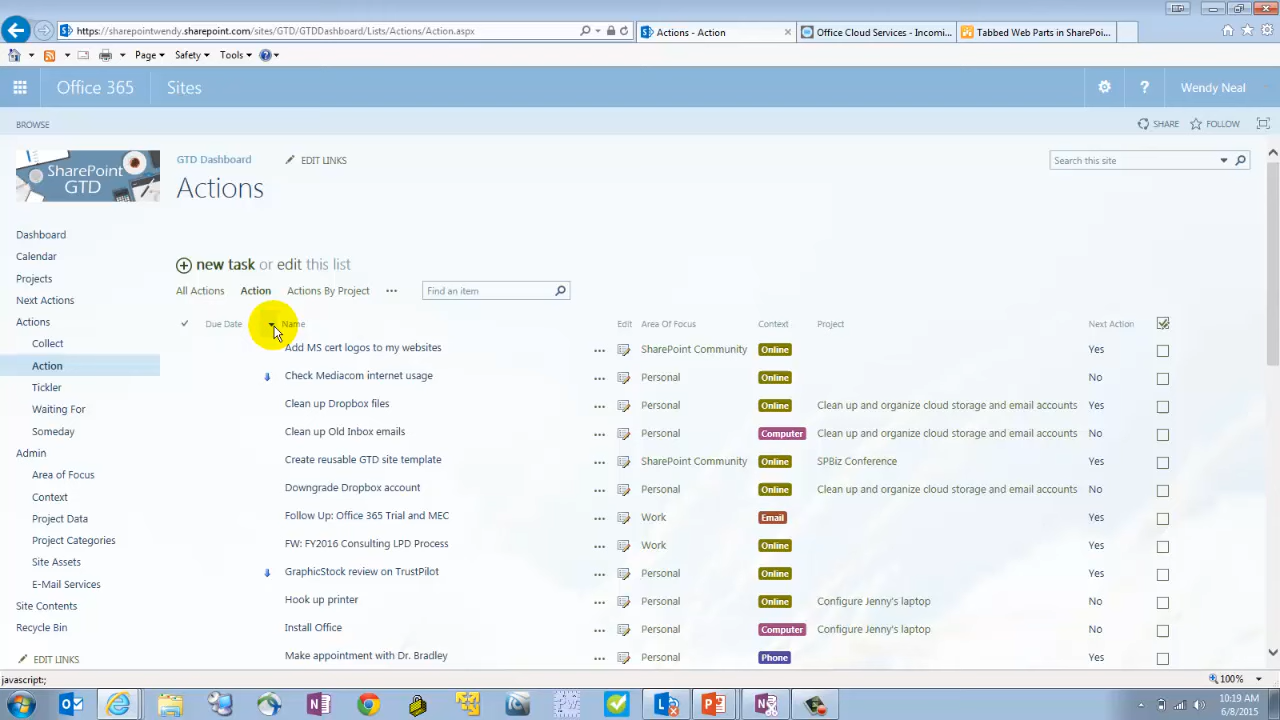 https://sharepointwendy.sharepoint.com/sites/GTD/GTDDashboard/Lists/Actions/Action.aspx
Actions - Action
Office Cloud Services - Incomi...
Tabbed Web Parts in SharePo...
Page
Safety
Tools
Office 365
Sites
?
Wendy Neal
BROWSE
SHARE
FOLLOW
SharePoint
GTD
GTD Dashboard
EDIT LINKS
Search this site
Actions
Dashboard
Calendar
Projects
Next Actions
Actions
Collect
Action
Tickler
Waiting For
Someday
Admin
Area of Focus
Context
Project Data
Project Categories
Site Assets
E-Mail Services
Site Contents
Recycle Bin
EDIT LINKS
new task or edit this list
All Actions Action Actions By Project ... Find an item
Due Date Name Edit Area Of Focus Context Project Next Action
Add MS cert logos to my websites ... SharePoint Community Online Yes
Check Mediacom internet usage ... Personal Online No
Clean up Dropbox files ... Personal Online Clean up and organize cloud storage and email accounts Yes
Clean up Old Inbox emails ... Personal Computer Clean up and organize cloud storage and email accounts No
Create reusable GTD site template ... SharePoint Community Online SPBiz Conference Yes
Downgrade Dropbox account ... Personal Online Clean up and organize cloud storage and email accounts No
Follow Up: Office 365 Trial and MEC ... Work Email Yes
FW: FY2016 Consulting LPD Process ... Work Online Yes
GraphicStock review on TrustPilot ... Personal Online Yes
Hook up printer ... Personal Online Configure Jenny's laptop No
Install Office ... Personal Computer Configure Jenny's laptop No
Make appointment with Dr. Bradley ... Personal Phone Yes
javascript:;
100%
10:19 AM
6/8/2015